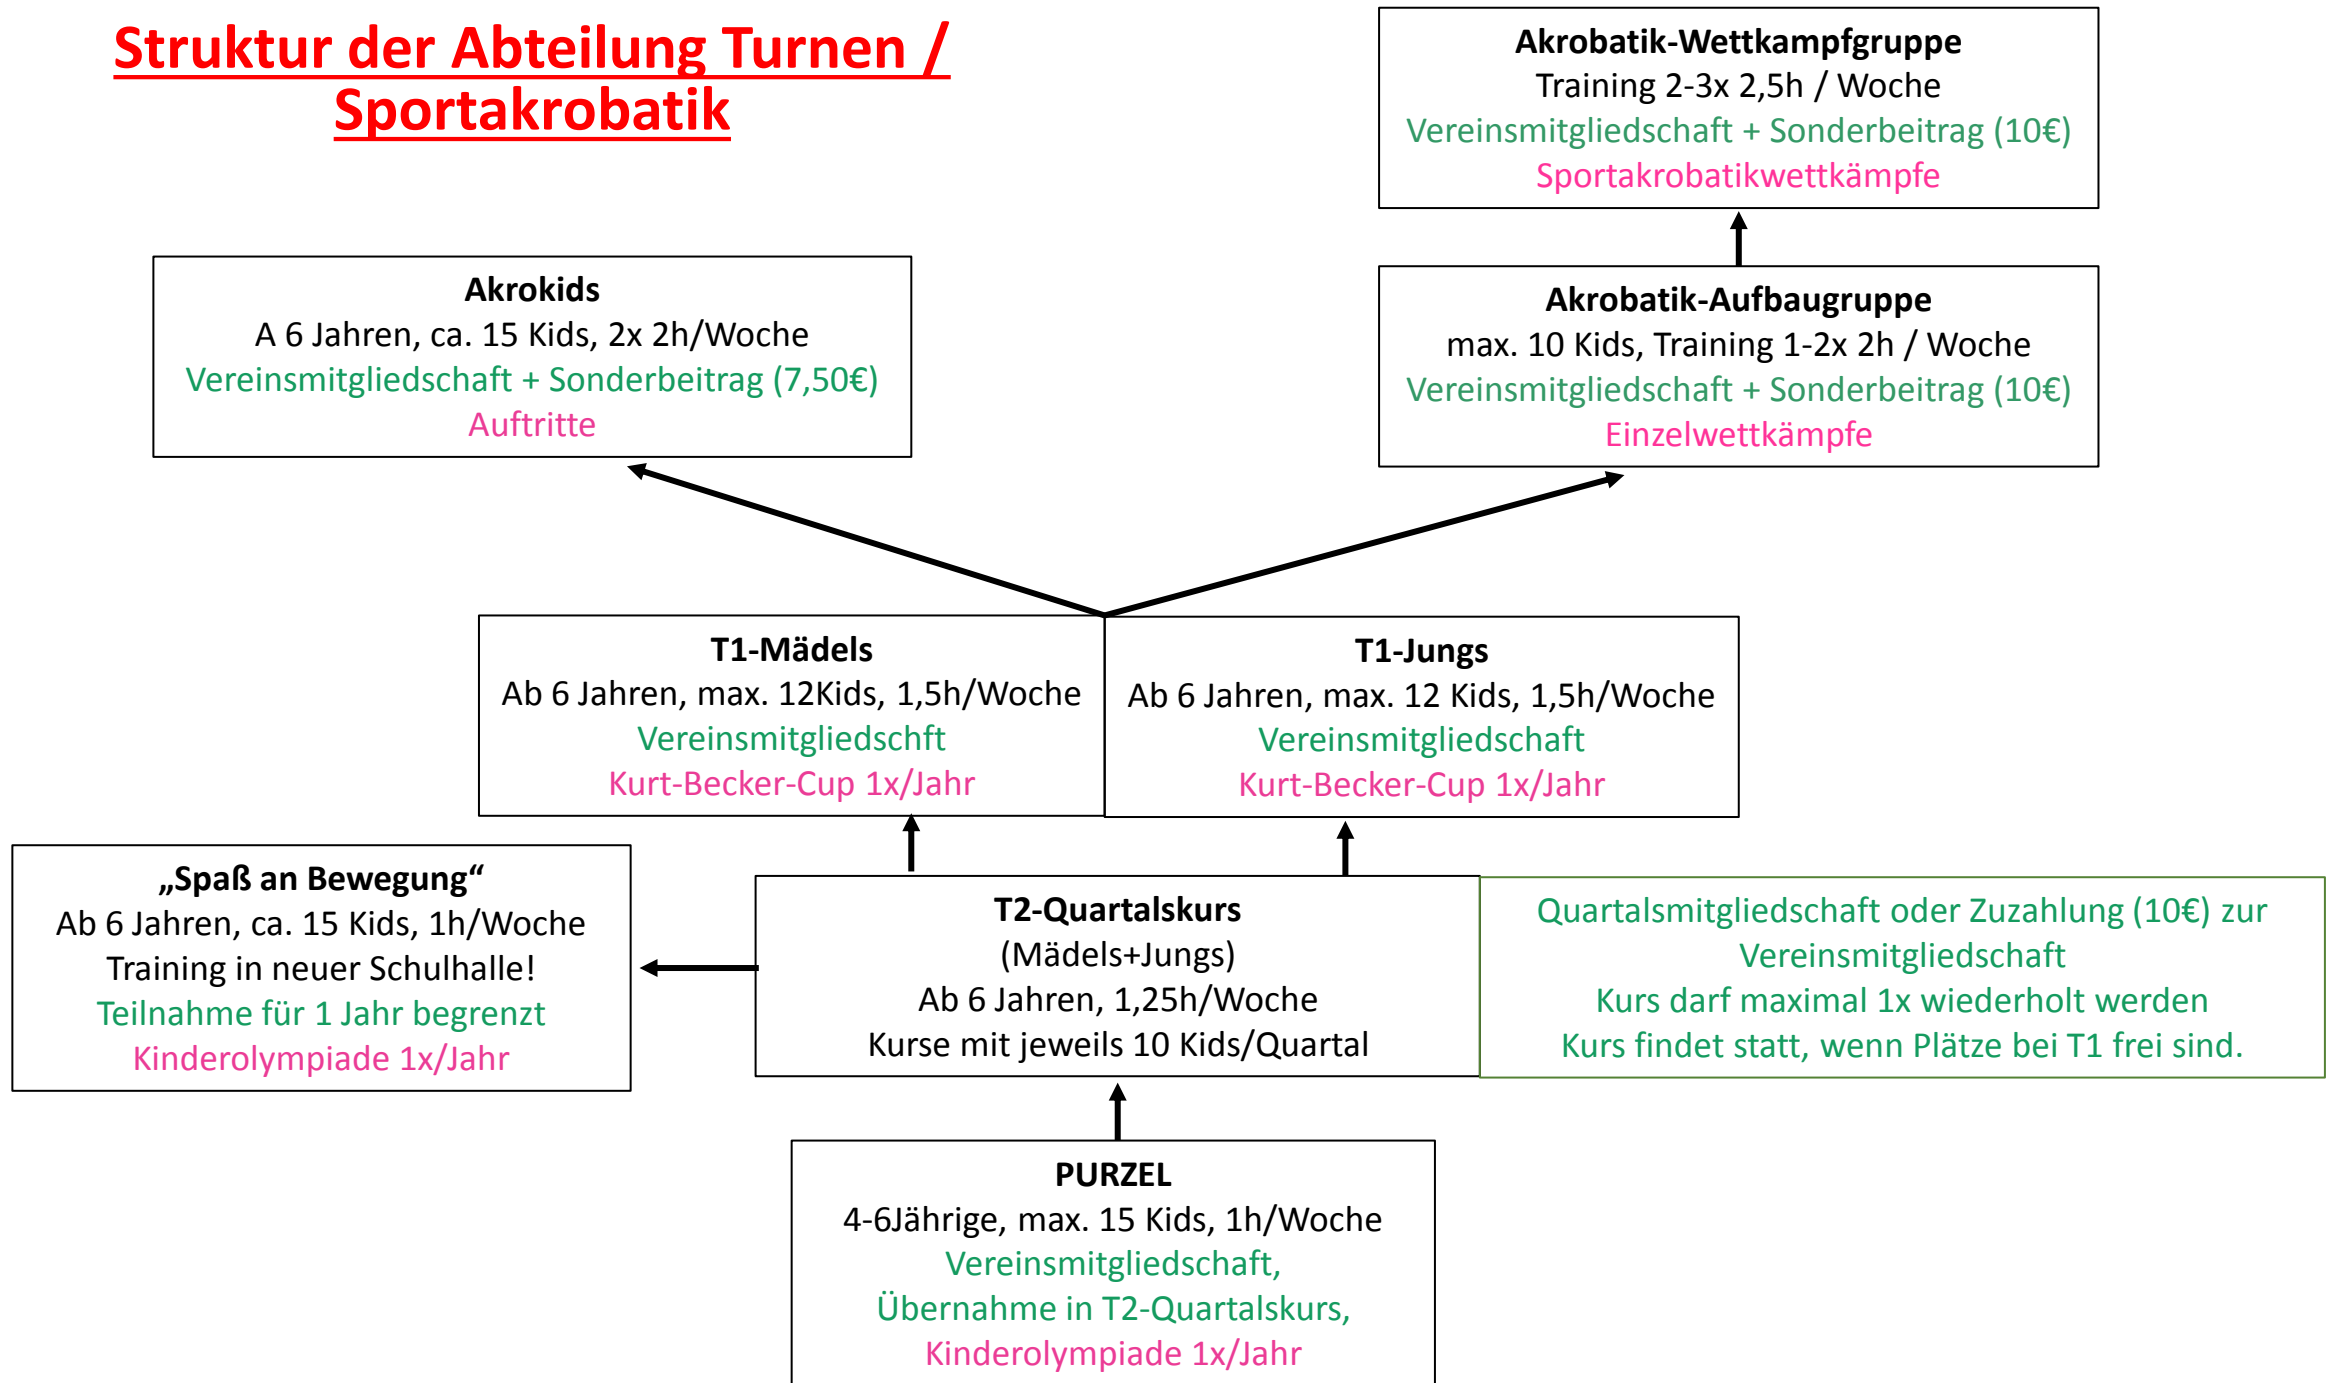 Struktur der Abteilung Turnen /
Sportakrobatik
Akrobatik-Wettkampfgruppe
Training 2-3x 2,5h / Woche
Vereinsmitgliedschaft + Sonderbeitrag (10€)
Sportakrobatikwettkämpfe
Akrokids
A 6 Jahren, ca. 15 Kids, 2x 2h/Woche
Vereinsmitgliedschaft + Sonderbeitrag (7,50€)
Auftritte
Akrobatik-Aufbaugruppe
max. 10 Kids, Training 1-2x 2h / Woche
Vereinsmitgliedschaft + Sonderbeitrag (10€)
Einzelwettkämpfe
T1-Mädels
Ab 6 Jahren, max. 12Kids, 1,5h/Woche
Vereinsmitgliedschft
Kurt-Becker-Cup 1x/Jahr
T1-Jungs
Ab 6 Jahren, max. 12 Kids, 1,5h/Woche
Vereinsmitgliedschaft
Kurt-Becker-Cup 1x/Jahr
„Spaß an Bewegung“
Ab 6 Jahren, ca. 15 Kids, 1h/Woche
Training in neuer Schulhalle!
Teilnahme für 1 Jahr begrenzt
Kinderolympiade 1x/Jahr
T2-Quartalskurs
(Mädels+Jungs)
Ab 6 Jahren, 1,25h/Woche
Kurse mit jeweils 10 Kids/Quartal
Quartalsmitgliedschaft oder Zuzahlung (10€) zur
Vereinsmitgliedschaft
Kurs darf maximal 1x wiederholt werden
Kurs findet statt, wenn Plätze bei T1 frei sind.
PURZEL
4-6Jährige, max. 15 Kids, 1h/Woche
Vereinsmitgliedschaft,
Übernahme in T2-Quartalskurs,
Kinderolympiade 1x/Jahr